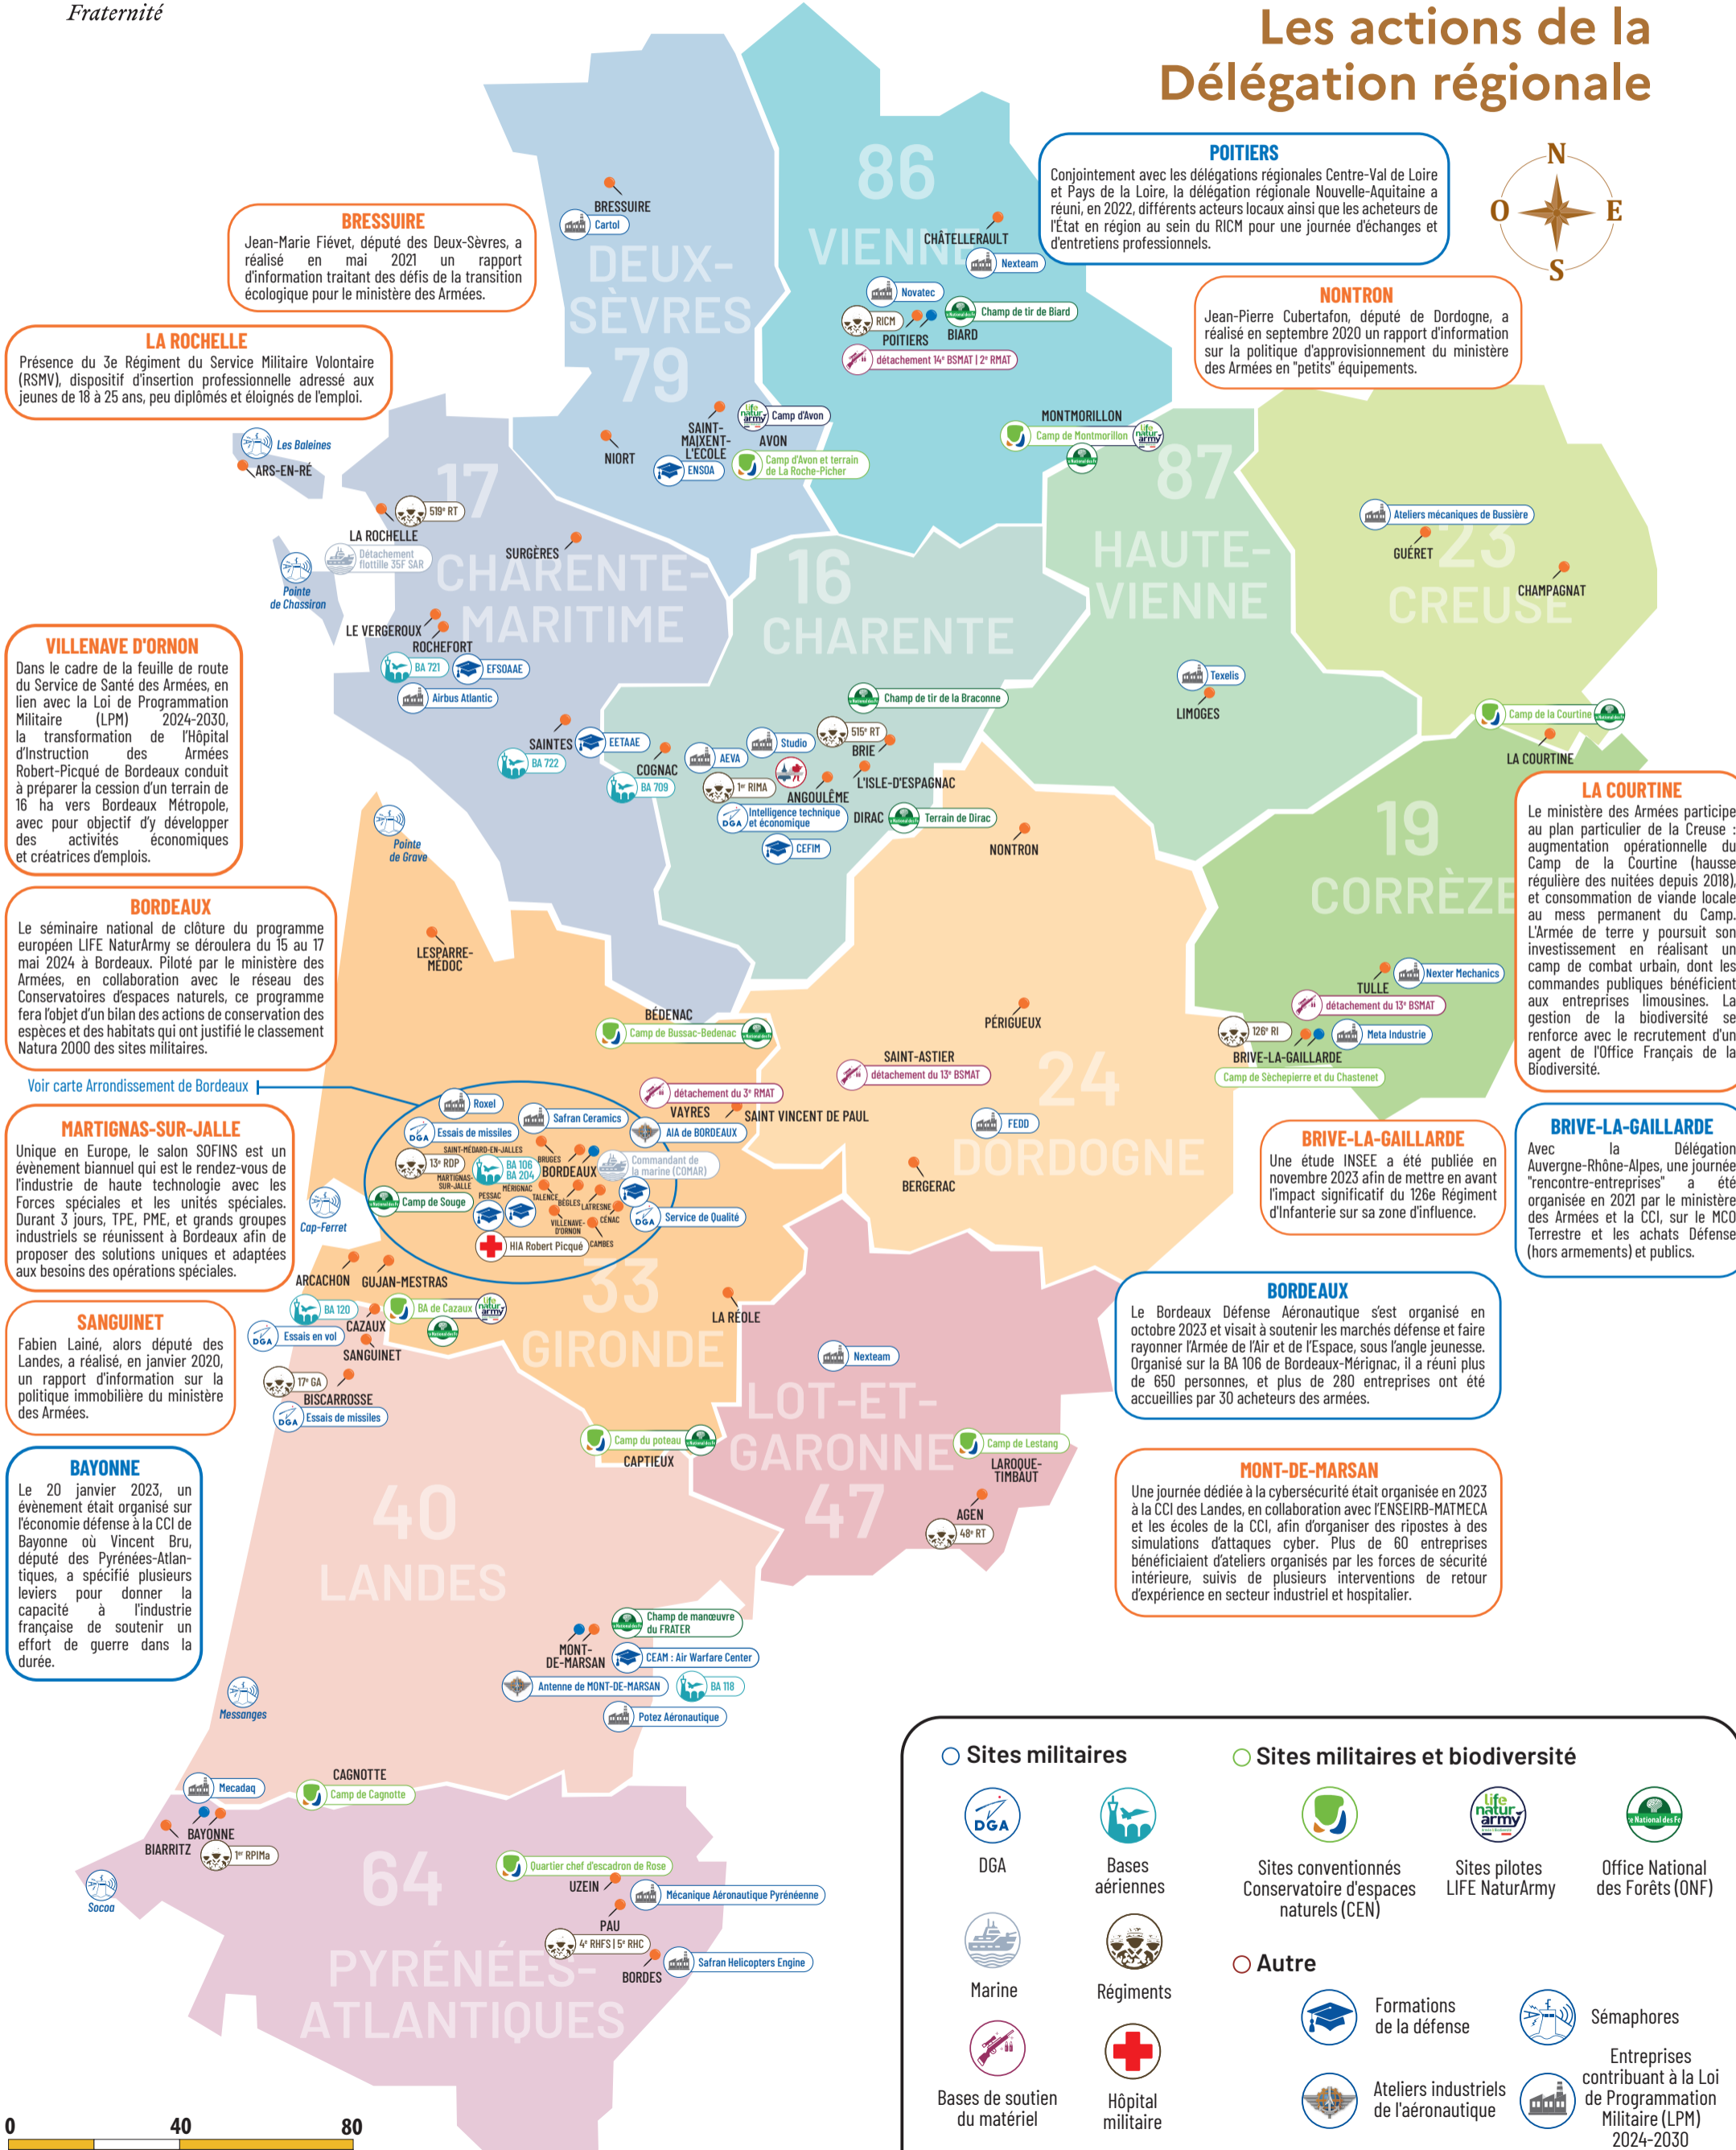 Fraternité
Les actions de la
Délégation régionale
N
O
E
S
POITIERS
Conjointement avec les délégations régionales Centre-Val de Loire
et Pays de la Loire, la délégation régionale Nouvelle-Aquitaine a
réuni, en 2022, différents acteurs locaux ainsi que les acheteurs de
l'État en région au sein du RICM pour une journée d'échanges et
d'entretiens professionnels.
BRESSUIRE
Jean-Marie Fiévet, député des Deux-Sèvres, a
réalisé en mai 2021 un rapport
d'information traitant des défis de la transition
écologique pour le ministère des Armées.
NONTRON
Jean-Pierre Cubertafon, député de Dordogne, a
réalisé en septembre 2020 un rapport d'information
sur la politique d'approvisionnement du ministère
des Armées en "petits" équipements.
LA ROCHELLE
Présence du 3e Régiment du Service Militaire Volontaire
(RSMV), dispositif d'insertion professionnelle adressé aux
jeunes de 18 à 25 ans, peu diplômés et éloignés de l'emploi.
VILLENAVE D'ORNON
Dans le cadre de la feuille de route
du Service de Santé des Armées, en
lien avec la Loi de Programmation
Militaire (LPM) 2024-2030,
la transformation de l'Hôpital
d'Instruction des Armées
Robert-Picqué de Bordeaux conduit
à préparer la cession d'un terrain de
16 ha vers Bordeaux Métropole,
avec pour objectif d'y développer
des activités économiques
et créatrices d'emplois.
BORDEAUX
Le séminaire national de clôture du programme
européen LIFE NaturArmy se déroulera du 15 au 17
mai 2024 à Bordeaux. Piloté par le ministère des
Armées, en collaboration avec le réseau des
Conservatoires d'espaces naturels, ce programme
fera l'objet d'un bilan des actions de conservation des
espèces et des habitats qui ont justifié le classement
Natura 2000 des sites militaires.
Voir carte Arrondissement de Bordeaux
MARTIGNAS-SUR-JALLE
Unique en Europe, le salon SOFINS est un
évènement biannuel qui est le rendez-vous de
l'industrie de haute technologie avec les
Forces spéciales et les unités spéciales.
Durant 3 jours, TPE, PME, et grands groupes
industriels se réunissent à Bordeaux afin de
proposer des solutions uniques et adaptées
aux besoins des opérations spéciales.
SANGUINET
Fabien Lainé, alors député des
Landes, a réalisé, en janvier 2020,
un rapport d'information sur la
politique immobilière du ministère
des Armées.
BAYONNE
Le 20 janvier 2023, un
évènement était organisé sur
l'économie défense à la CCI de
Bayonne où Vincent Bru,
député des Pyrénées-Atlan-
tiques, a spécifié plusieurs
leviers pour donner la
capacité à l'industrie
française de soutenir un
effort de guerre dans la
durée.
LA COURTINE
Le ministère des Armées participe
au plan particulier de la Creuse :
augmentation opérationnelle du
Camp de la Courtine (hausse
régulière des nuitées depuis 2018),
et consommation de viande locale
au mess permanent du Camp.
L'Armée de terre y poursuit son
investissement en réalisant un
camp de combat urbain, dont les
commandes publiques bénéficient
aux entreprises limousines. La
gestion de la biodiversité se
renforce avec le recrutement d'un
agent de l'Office Français de la
Biodiversité.
BRIVE-LA-GAILLARDE
Une étude INSEE a été publiée en
novembre 2023 afin de mettre en avant
l'impact significatif du 126e Régiment
d'Infanterie sur sa zone d'influence.
BRIVE-LA-GAILLARDE
Avec la Délégation
Auvergne-Rhône-Alpes, une journée
"rencontre-entreprises" a été
organisée en 2021 par le ministère
des Armées et la CCI, sur le MCO
Terrestre et les achats Défense
(hors armements) et publics.
BORDEAUX
Le Bordeaux Défense Aéronautique s'est organisé en
octobre 2023 et visait à soutenir les marchés défense et faire
rayonner l'Armée de l'Air et de l'Espace, sous l'angle jeunesse.
Organisé sur la BA 106 de Bordeaux-Mérignac, il a réuni plus
de 650 personnes, et plus de 280 entreprises ont été
accueillies par 30 acheteurs des armées.
MONT-DE-MARSAN
Une journée dédiée à la cybersécurité était organisée en 2023
à la CCI des Landes, en collaboration avec l'ENSEIRB-MATMECA
et les écoles de la CCI, afin d'organiser des ripostes à des
simulations d'attaques cyber. Plus de 60 entreprises
bénéficiaient d'ateliers organisés par les forces de sécurité
intérieure, suivis de plusieurs interventions de retour
d'expérience en secteur industriel et hospitalier.
DEUX-
SÈVRES
79
BRESSUIRE
Cartol
NIORT
SAINT-
MAIXENT-
L'ÉCOLE
ENSOA
Camp d'Avon
AVON
Camp d'Avon et terrain
de La Roche-Picher
86
VIENNE
CHÂTELLERAULT
Nexteam
Novatec
RICM
POITIERS
Champ de tir de Biard
BIARD
détachement 14e BSMAT | 2e RMAT
MONTMORILLON
Camp de Montmorillon
87
HAUTE-
VIENNE
Texelis
LIMOGES
23
CREUSE
Ateliers mécaniques de Bussière
GUÉRET
CHAMPAGNAT
Camp de la Courtine
LA COURTINE
17
CHARENTE-
MARITIME
Les Baleines
ARS-EN-RÉ
519e RT
LA ROCHELLE
Détachement
flottille 35F SAR
Pointe
de Chassiron
SURGÈRES
LE VERGEROUX
ROCHEFORT
BA 721
EFSOAAE
Airbus Atlantic
SAINTES
EETAAE
BA 722
16
CHARENTE
Champ de tir de la Braconne
COGNAC
BA 709
AEVA
Studio
515e RT
BRIE
1er RIMA
ANGOULÊME
L'ISLE-D'ESPAGNAC
DGA
Intelligence technique
et économique
DIRAC
Terrain de Dirac
CEFIM
19
CORRÈZE
TULLE
Nexter Mechanics
détachement du 13e BSMAT
126e RI
BRIVE-LA-GAILLARDE
Meta Industrie
Camp de Sèchepierre et du Chastenet
24
DORDOGNE
NONTRON
PÉRIGUEUX
SAINT-ASTIER
détachement du 13e BSMAT
FEDD
BERGERAC
33
GIRONDE
Pointe
de Grave
LESPARRE-
MÉDOC
BÉDENAC
Camp de Bussac-Bedenac
détachement du 3e RMAT
VAYRES
SAINT VINCENT DE PAUL
Roxel
Safran Ceramics
DGA
Essais de missiles
AIA de BORDEAUX
SAINT-MÉDARD-EN-JALLES
BRUGES
13e RDP
MARTIGNAS-
SUR-JALLE
BA 106
BA 204
MÉRIGNAC
BORDEAUX
Commandant de
la marine (COMAR)
Camp de Souge
PESSAC
TALENCE
BÈGLES
LATRESNE
VILLENAVE-
D'ORNON
CÉNAC
CAMBES
DGA
Service de Qualité
HIA Robert Picqué
Cap-Ferret
ARCACHON
GUJAN-MESTRAS
BA 120
CAZAUX
BA de Cazaux
LA RÉOLE
Camp du poteau
CAPTIEUX
40
LANDES
DGA
Essais en vol
SANGUINET
17e GA
BISCARROSSE
DGA
Essais de missiles
MONT-
DE-MARSAN
Champ de manœuvre
du FRATER
CEAM : Air Warfare Center
Antenne de MONT-DE-MARSAN
BA 118
Potez Aéronautique
Messanges
CAGNOTTE
Camp de Cagnotte
LOT-ET-
GARONNE
47
Nexteam
Camp de Lestang
LAROQUE-
TIMBAUT
AGEN
48e RT
64
PYRÉNÉES-
ATLANTIQUES
Mecadaq
BAYONNE
BIARRITZ
1er RPIMa
Socoa
Quartier chef d'escadron de Rose
UZEIN
Mécanique Aéronautique Pyrénéenne
PAU
4e RHFS | 5e RHC
BORDES
Safran Helicopters Engine
Sites militaires
DGA
DGA
Bases
aériennes
Marine
Régiments
Bases de soutien
du matériel
Hôpital
militaire
Sites militaires et biodiversité
Sites conventionnés
Conservatoire d'espaces
naturels (CEN)
life
natur'
army
Sites pilotes
LIFE NaturArmy
Office National
des Forêts (ONF)
Autre
Formations
de la défense
Sémaphores
Ateliers industriels
de l'aéronautique
Entreprises
contribuant à la Loi
de Programmation
Militaire (LPM)
2024-2030
0
40
80